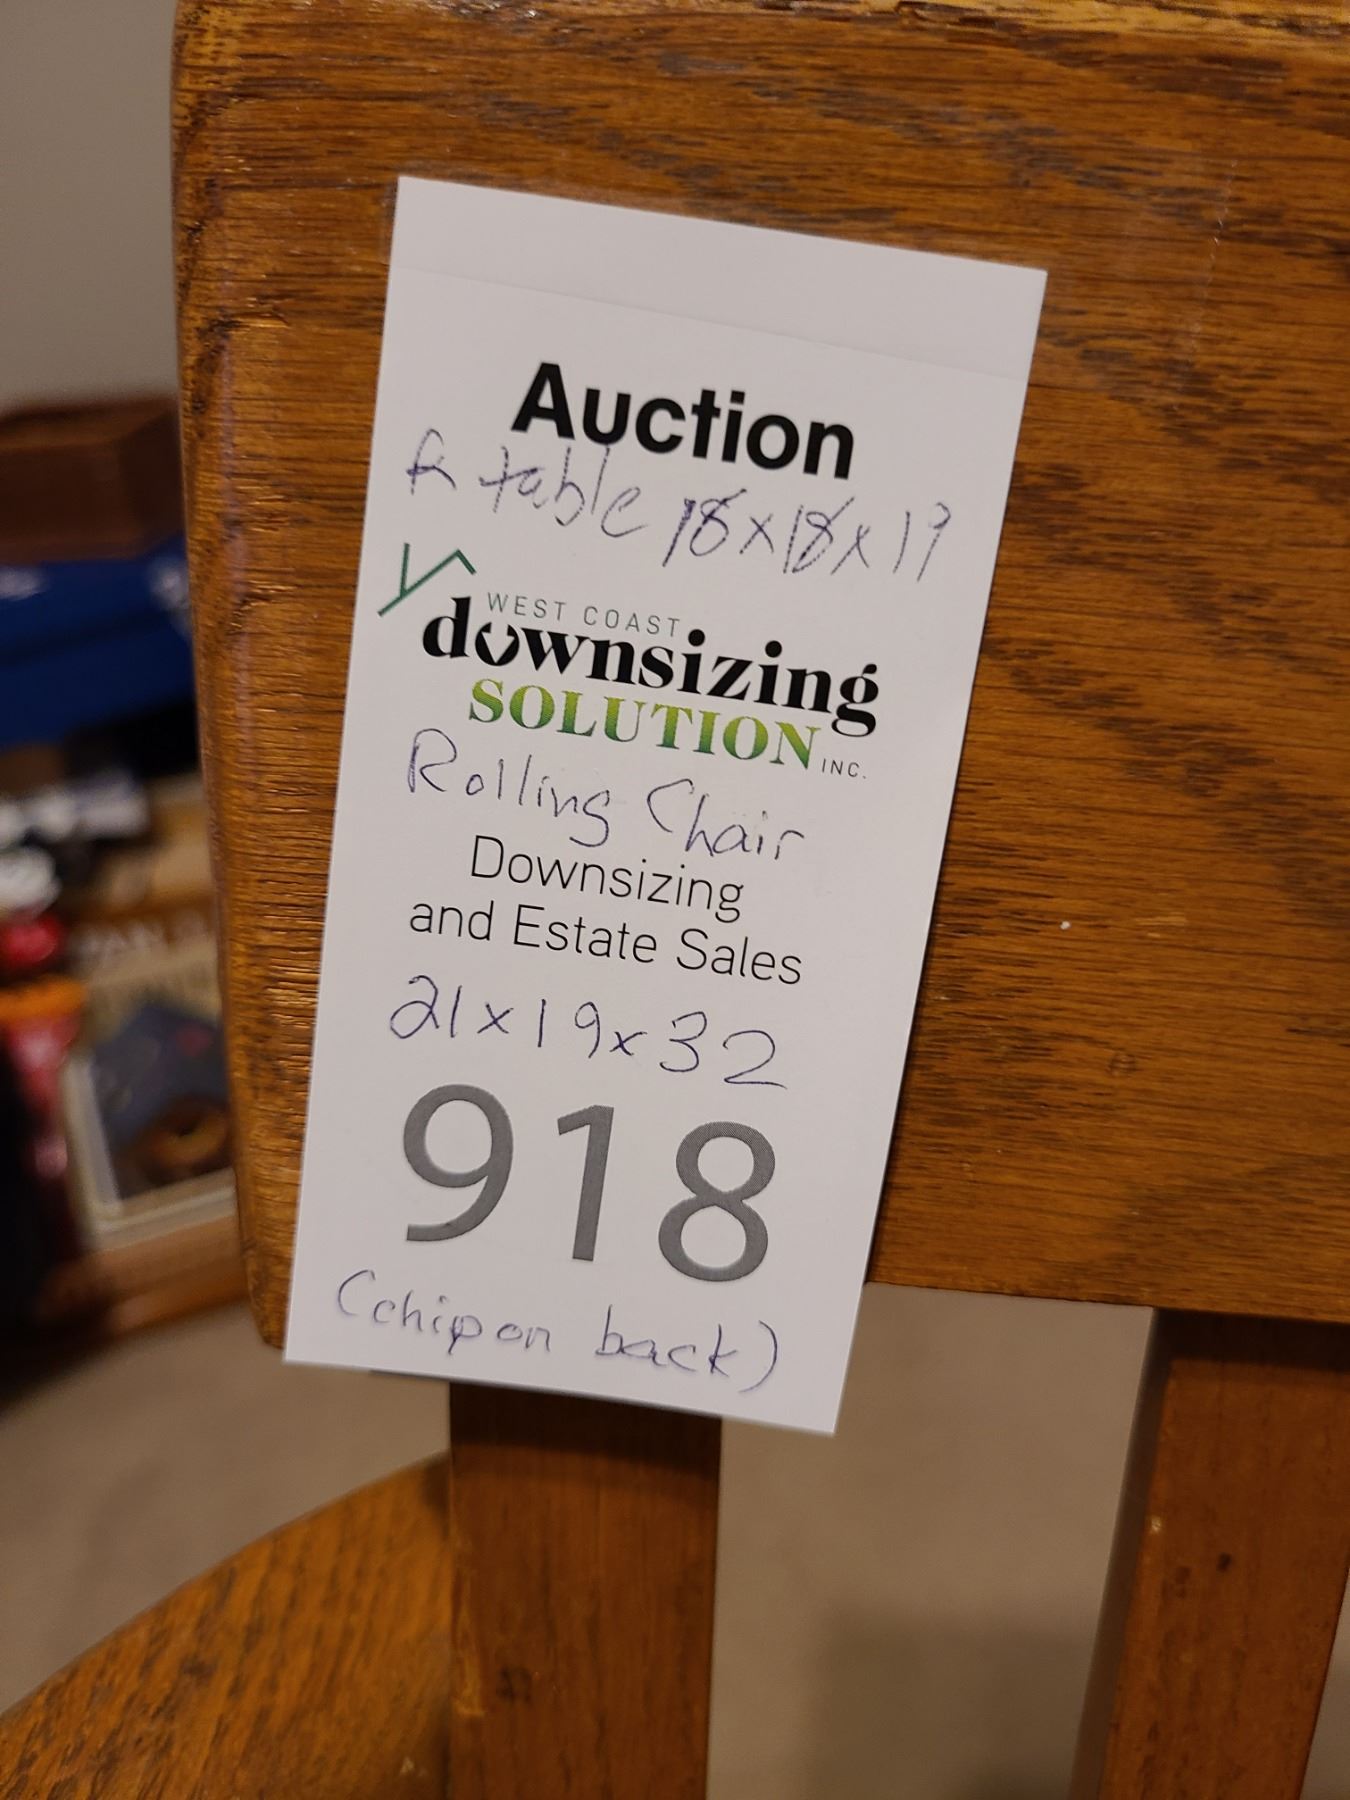 Auction
& table 18x18x19
WEST COAST
downsizing
SOLUTION INC.
Rolling Chair
Downsizing
and Estate Sales
21x19x32
918
(chip on back)